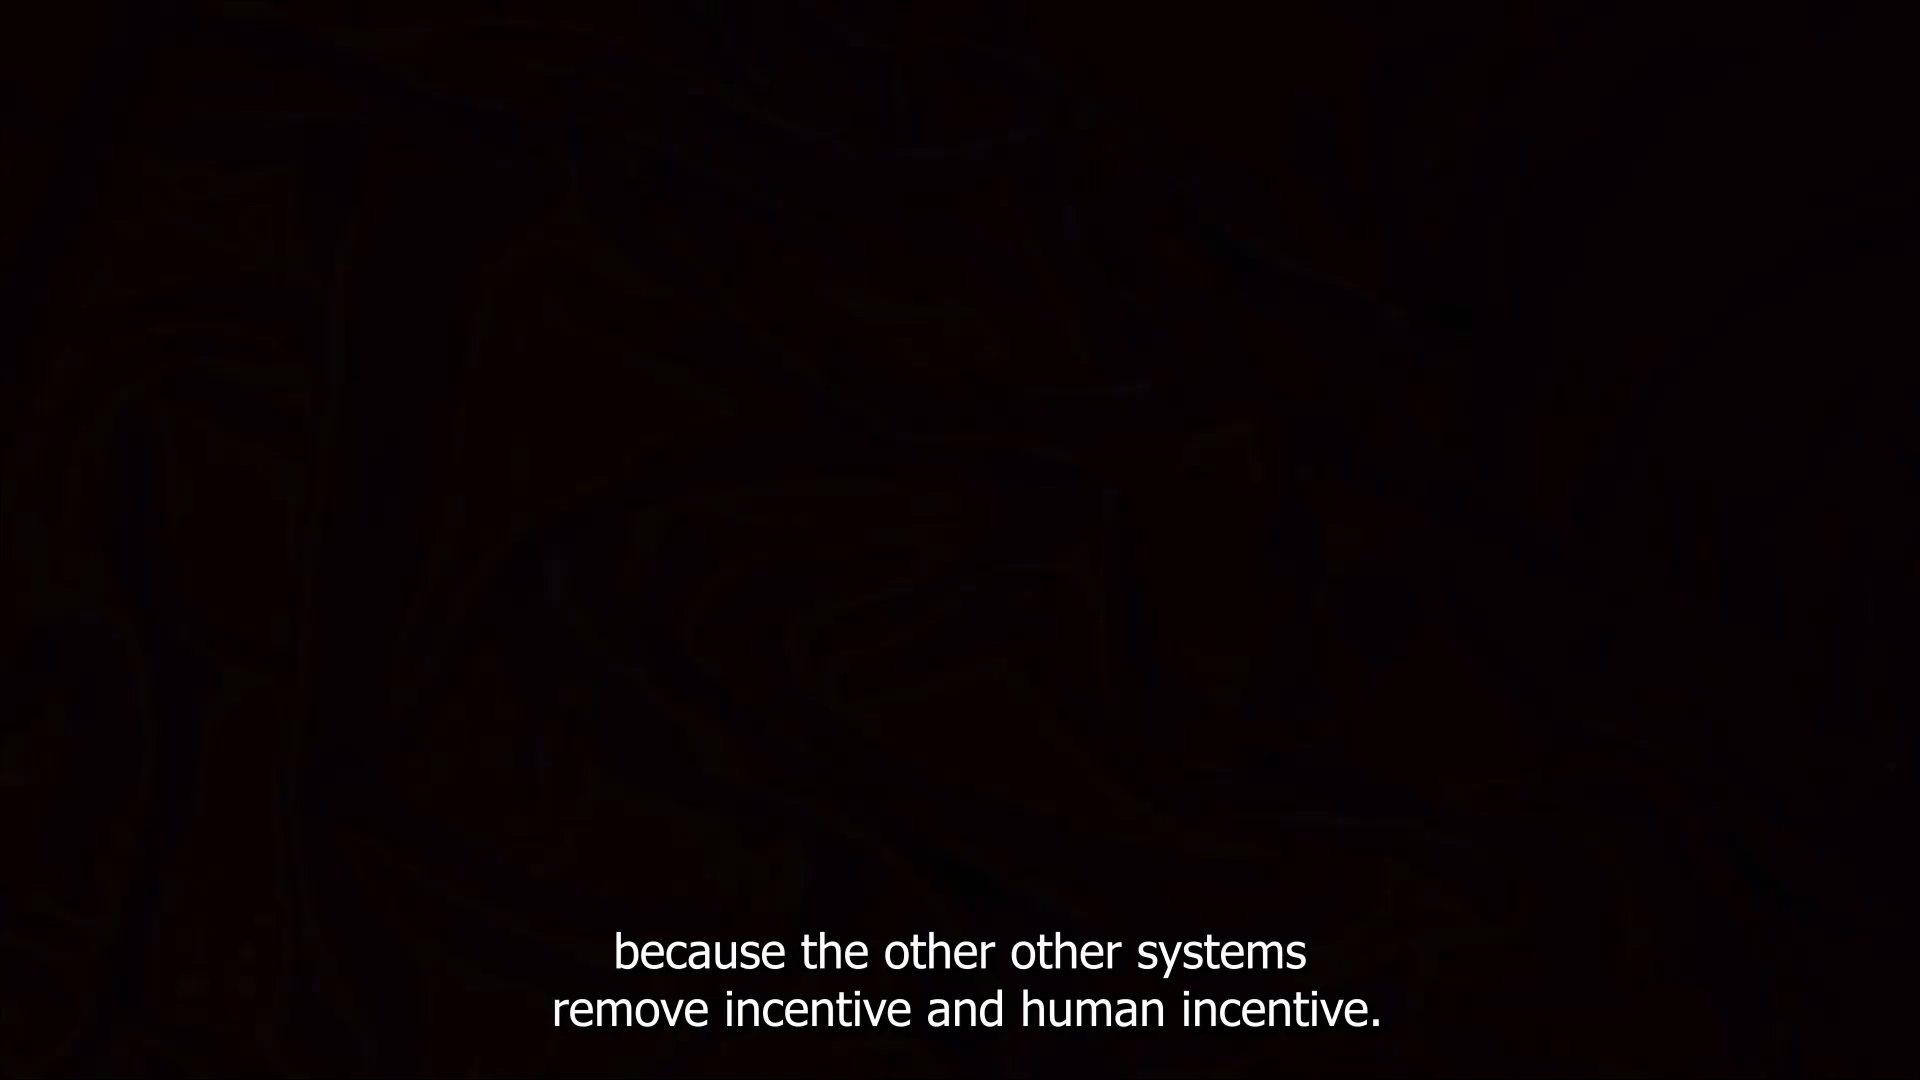 because the other other systems
remove incentive and human incentive.